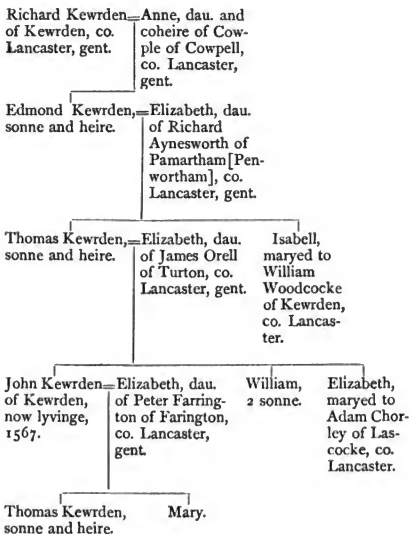 Richard Kewrden=Anne, dau. and
of Kewrden, co. coheire of Cow-
Lancaster, gent. ple of Cowpell,
co. Lancaster,
gent.
Edmond Kewrden,=Elizabeth, dau.
sonne and heire. of Richard
Aynesworth of
Pamartham [Pen-
wortham], co.
Lancaster, gent.
Thomas Kewrden,=Elizabeth, dau. Isabell,
sonne and heire. of James Orell maryed to
of Turton, co. William
Lancaster, gent. Woodcocke
of Kewrden,
co. Lancas-
ter.
John Kewrden=Elizabeth, dau. William, Elizabeth,
of Kewrden, of Peter Farring- 2 sonne. maryed to
now lyvinge, ton of Farington, Adam Chor-
1567. co. Lancaster, ley of Las-
gent. cocke, co.
Lancaster.
Thomas Kewrden, Mary.
sonne and heire.